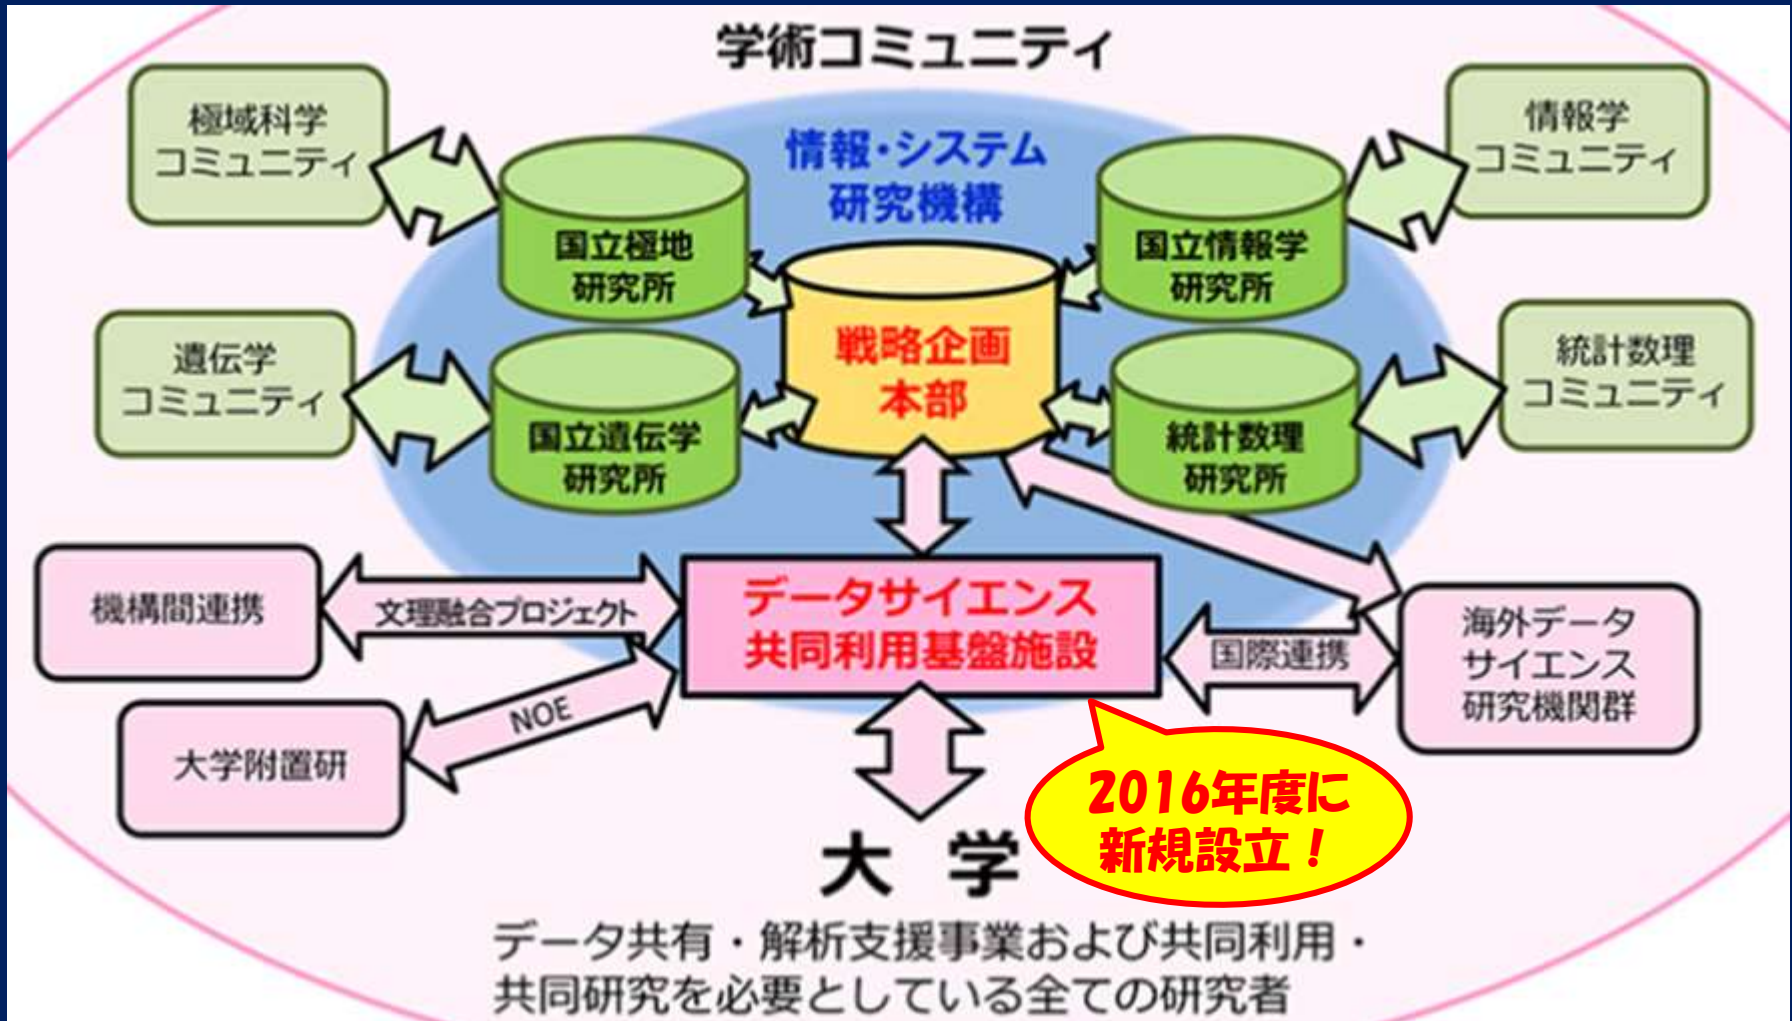 学術コミュニティ
極域科学
コミュニティ
情報・システム
研究機構
情報学
コミュニティ
国立極地
研究所
国立情報学
研究所
戦略企画
本部
遺伝学
コミュニティ
統計数理
コミュニティ
国立遺伝学
研究所
統計数理
研究所
機構間連携
文理融合プロジェクト
データサイエンス
共同利用基盤施設
国際連携
海外データ
サイエンス
研究機関群
大学附置研
NOE
2016年度に
新規設立！
大 学
データ共有・解析支援事業および共同利用・
共同研究を必要としている全ての研究者